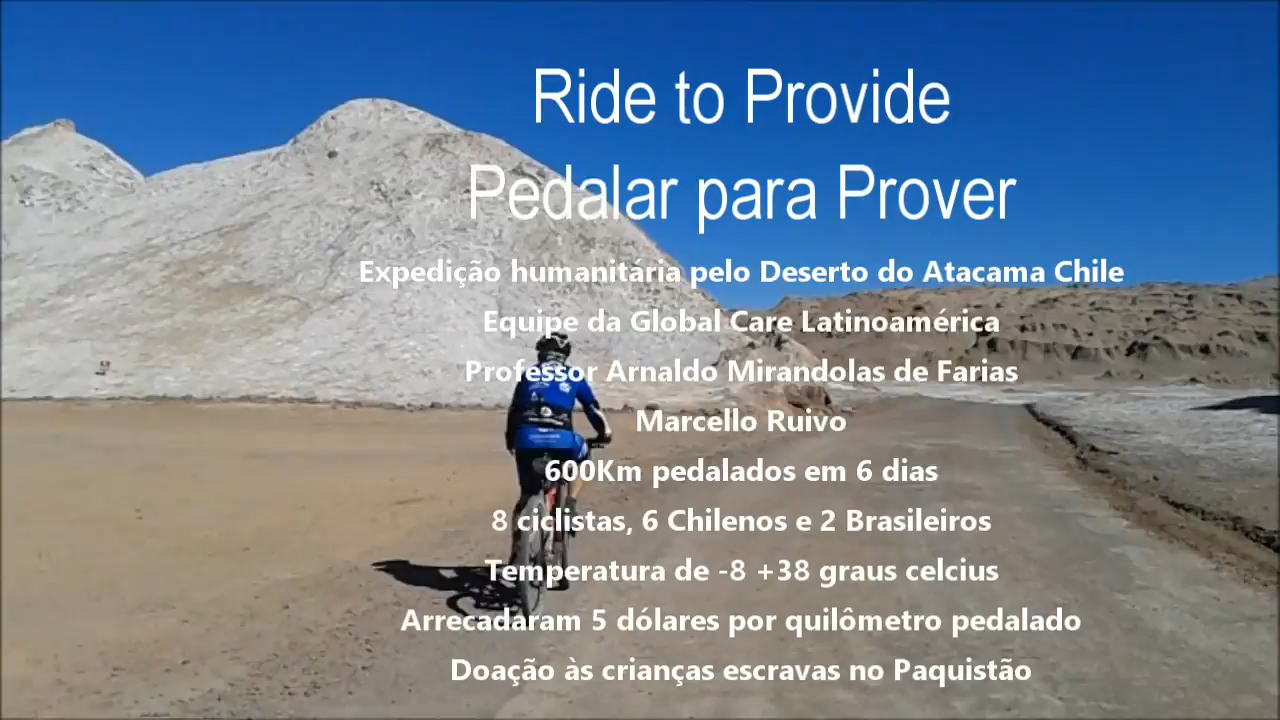 Ride to Provide
Pedalar para Prover
Expedição humanitária pelo Deserto do Atacama Chile
Equipe da Global Care Latinoamérica
Professor Arnaldo Mirandolas de Farias
Marcello Ruivo
600Km pedalados em 6 dias
8 ciclistas, 6 Chilenos e 2 Brasileiros
Temperatura de -8 +38 graus celcius
Arrecadaram 5 dólares por quilômetro pedalado
Doação às crianças escravas no Paquistão